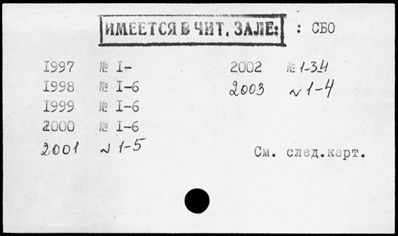 ИМЕЕТСЯ В ЧИТ. ЗАЛЕ: : СБО
1997 № I-
1998 № I-6
1999 № I-6
2000 № I-6
2001 № 1-5
2002 № 1-34
2003 № 1-4
См. след.карт.